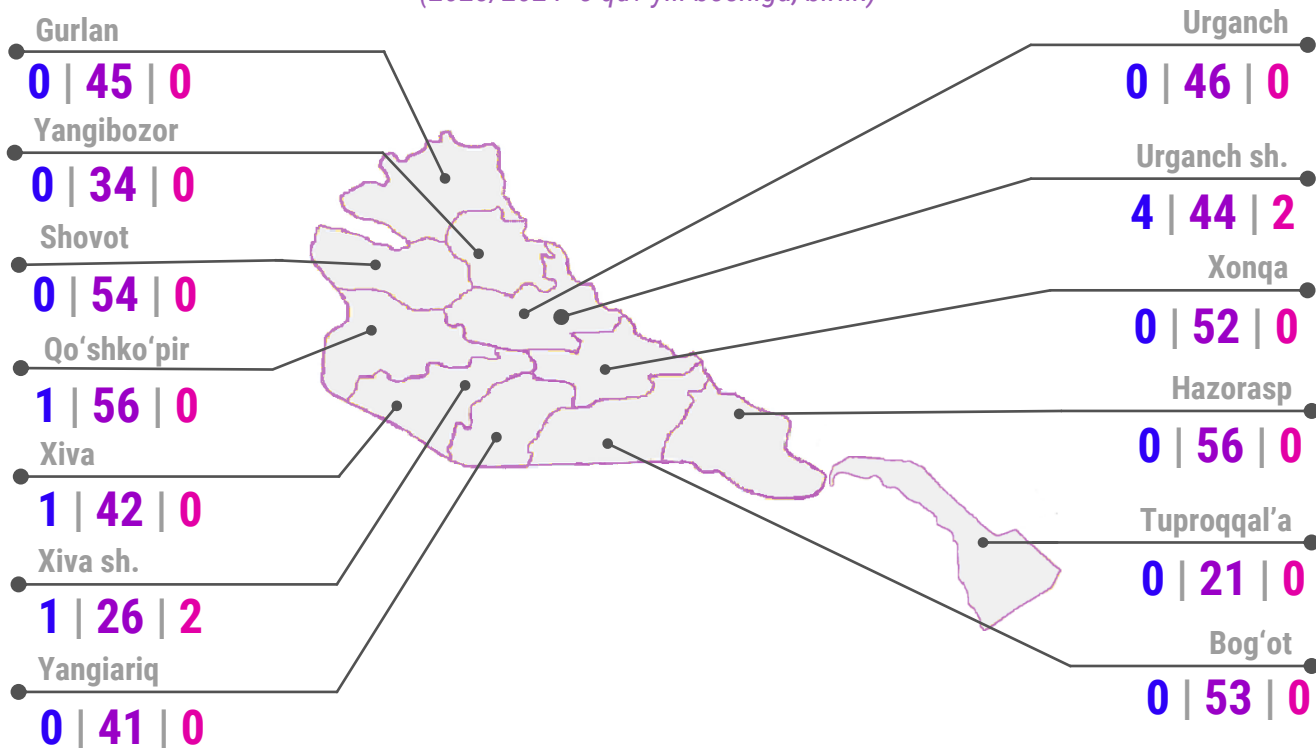 Gurlan
0 | 45 | 0
Yangibozor
0 | 34 | 0
Shovot
0 | 54 | 0
Qo‘shko‘pir
1 | 56 | 0
Xiva
1 | 42 | 0
Xiva sh.
1 | 26 | 2
Yangiariq
0 | 41 | 0
Urganch
0 | 46 | 0
Urganch sh.
4 | 44 | 2
Xonqa
0 | 52 | 0
Hazorasp
0 | 56 | 0
Tuproqqal’a
0 | 21 | 0
Bog‘ot
0 | 53 | 0